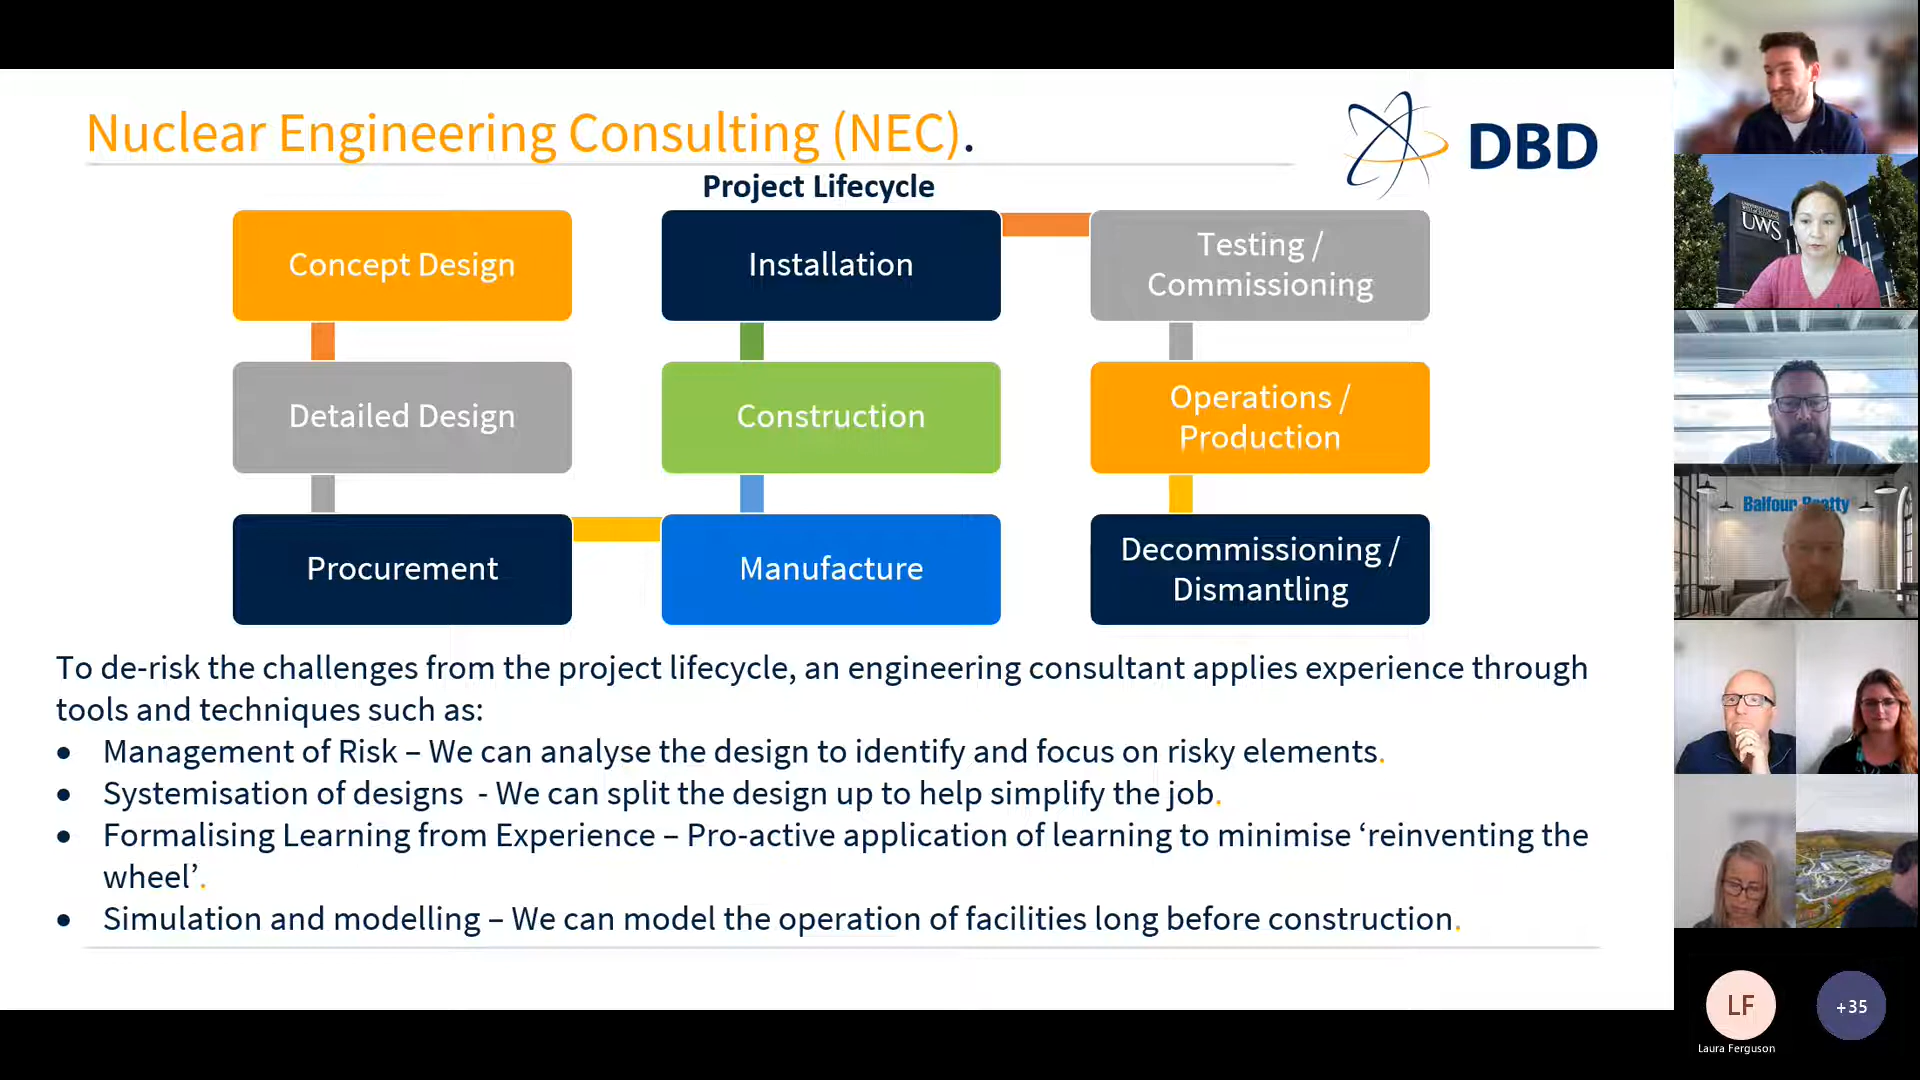 Nuclear Engineering Consulting (NEC).
DBD
Project Lifecycle
Concept Design
Detailed Design
Procurement
Installation
Construction
Manufacture
Testing /
Commissioning
Operations /
Production
Decommissioning /
Dismantling
To de-risk the challenges from the project lifecycle, an engineering consultant applies experience through
tools and techniques such as:
• Management of Risk – We can analyse the design to identify and focus on risky elements.
• Systemisation of designs - We can split the design up to help simplify the job.
• Formalising Learning from Experience – Pro-active application of learning to minimise ‘reinventing the
wheel’.
• Simulation and modelling – We can model the operation of facilities long before construction.
UWS
Balfour Beatty
LF
+35
Laura Ferguson